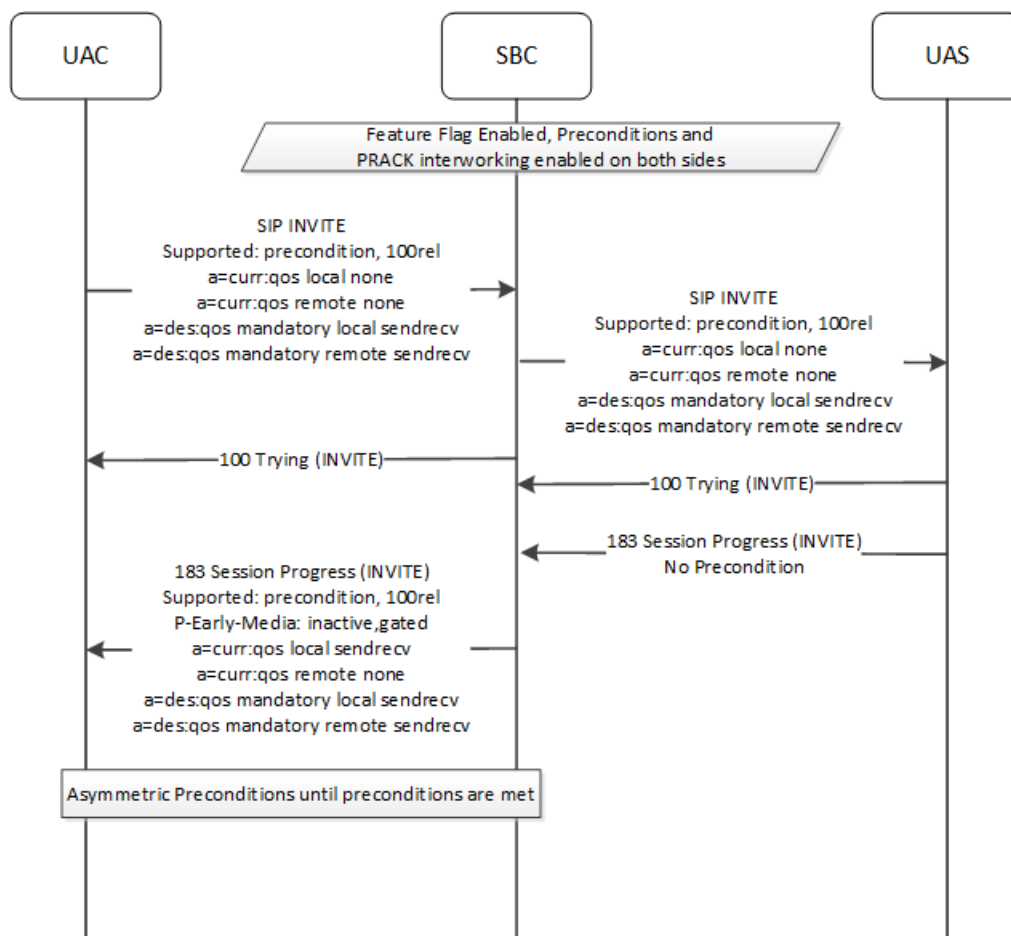 UAC
SBC
UAS
Feature Flag Enabled, Preconditions and
PRACK interworking enabled on both sides
SIP INVITE
Supported: precondition, 100rel
a=curr:qos local none
a=curr:qos remote none
a=des:qos mandatory local sendrecv
a=des:qos mandatory remote sendrecv
SIP INVITE
Supported: precondition, 100rel
a=curr:qos local none
a=curr:qos remote none
a=des:qos mandatory local sendrecv
a=des:qos mandatory remote sendrecv
100 Trying (INVITE)
100 Trying (INVITE)
183 Session Progress (INVITE)
No Precondition
183 Session Progress (INVITE)
Supported: precondition, 100rel
P-Early-Media: inactive,gated
a=curr:qos local sendrecv
a=curr:qos remote none
a=des:qos mandatory local sendrecv
a=des:qos mandatory remote sendrecv
Asymmetric Preconditions until preconditions are met